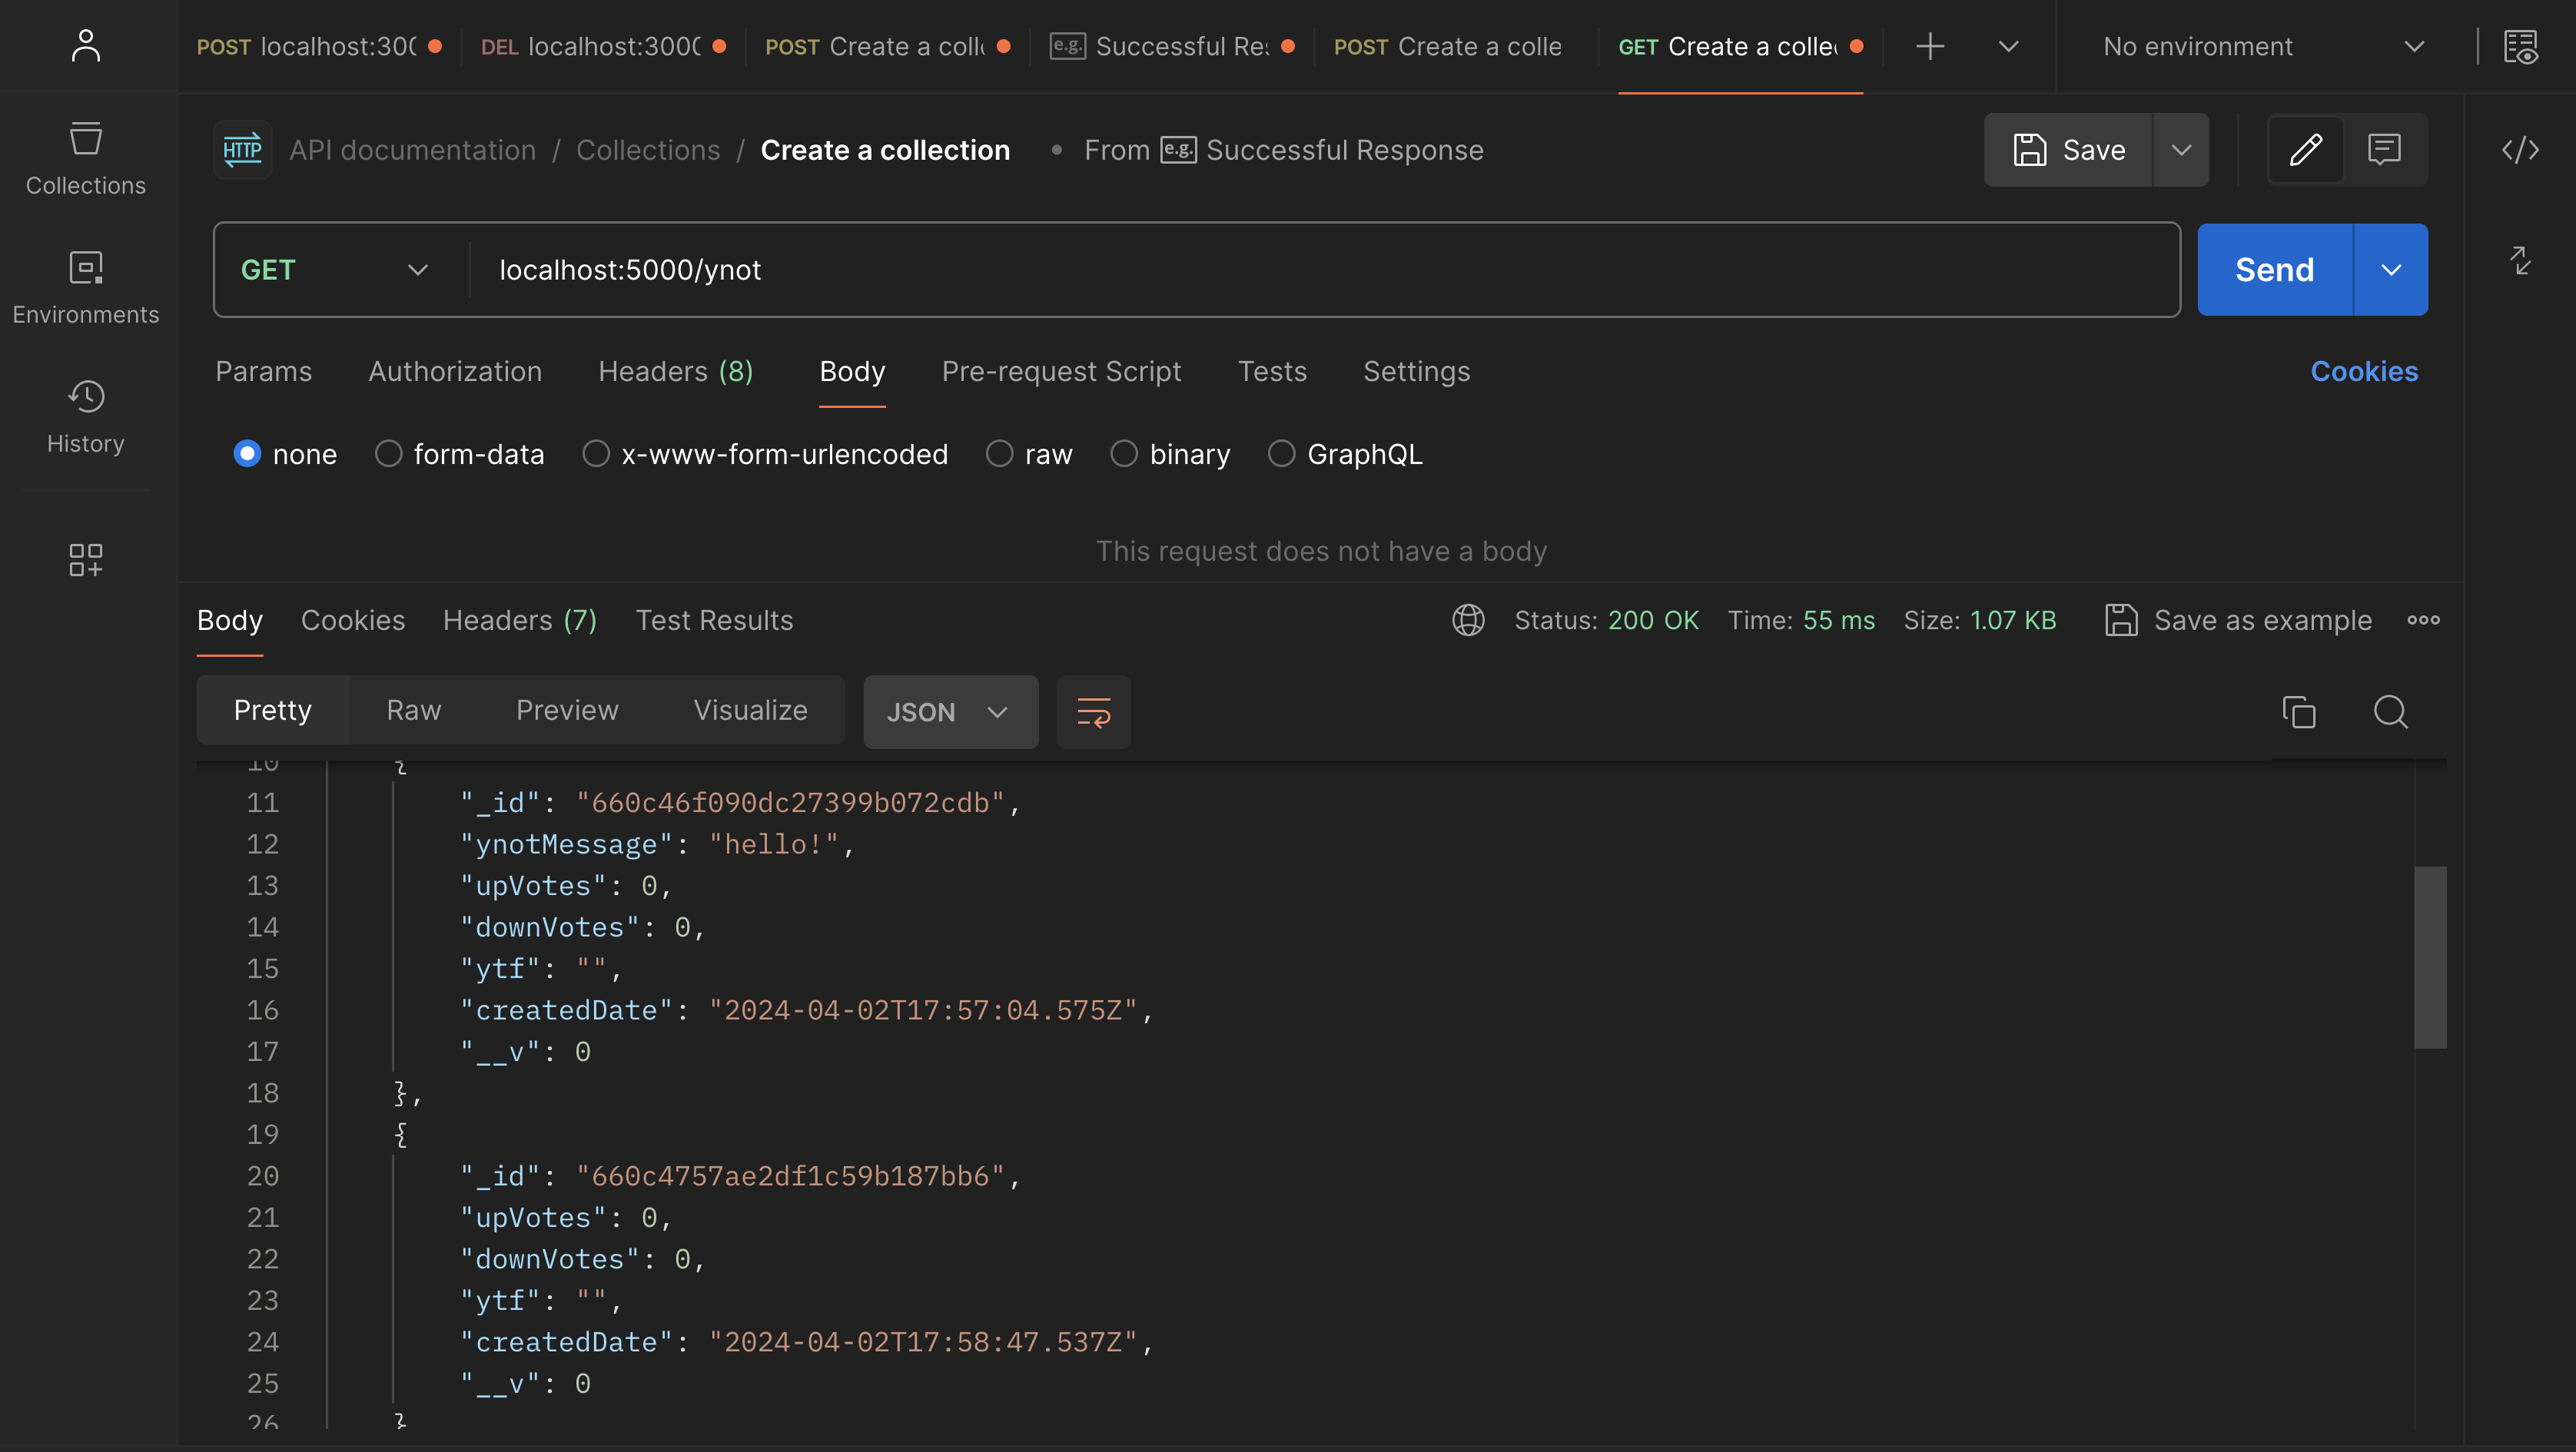 POST localhost:300
DEL localhost:3000
POST Create a coll
e.g. Successful Re
POST Create a colle
GET Create a colle
No environment
Collections
Environments
History
HTTP API documentation / Collections / Create a collection • From e.g. Successful Response
Save
GET localhost:5000/ynot
Send
Params Authorization Headers (8) Body Pre-request Script Tests Settings Cookies
none form-data x-www-form-urlencoded raw binary GraphQL
This request does not have a body
Body Cookies Headers (7) Test Results
Status: 200 OK Time: 55 ms Size: 1.07 KB Save as example
Pretty Raw Preview Visualize JSON
10 {
11 "_id": "660c46f090dc27399b072cdb",
12 "ynotMessage": "hello!",
13 "upVotes": 0,
14 "downVotes": 0,
15 "ytf": "",
16 "createdDate": "2024-04-02T17:57:04.575Z",
17 "__v": 0
18 },
19 {
20 "_id": "660c4757ae2df1c59b187bb6",
21 "upVotes": 0,
22 "downVotes": 0,
23 "ytf": "",
24 "createdDate": "2024-04-02T17:58:47.537Z",
25 "__v": 0
26 }